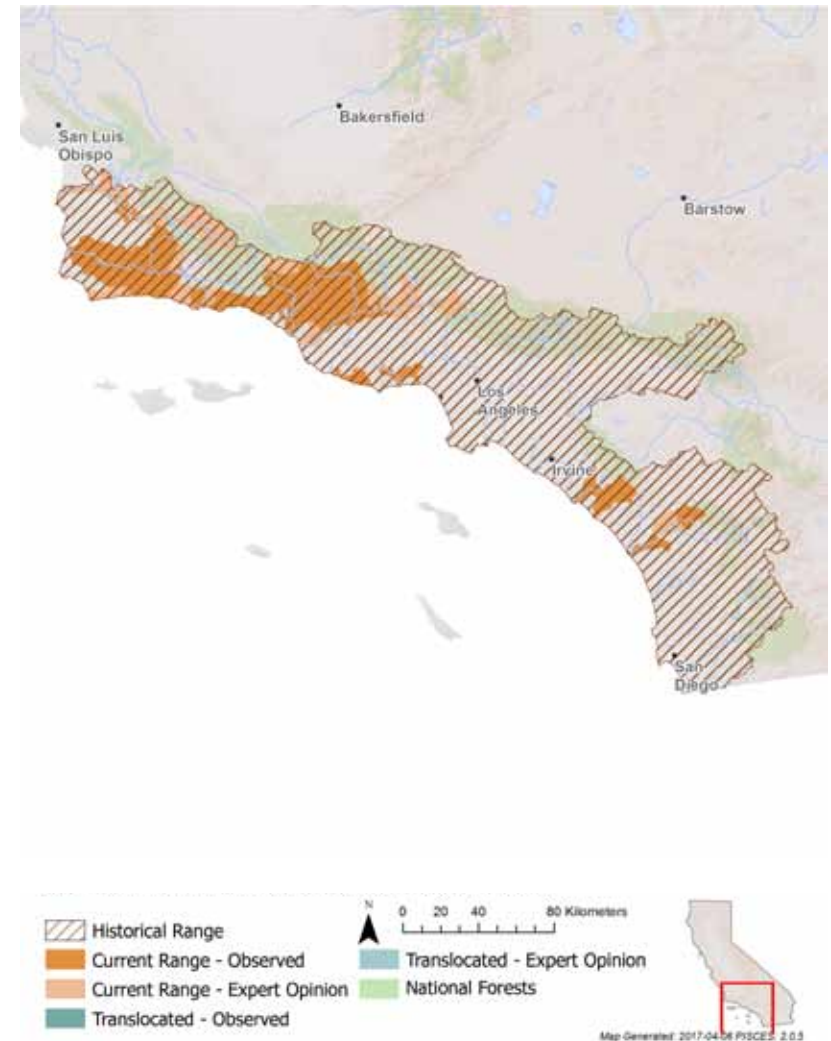 Bakersfield
San Luis
Obispo
Barstow
Los
Angeles
Irvine
San
Diego
N
0 20 40 80 Kilometers
Historical Range
Current Range - Observed
Translocated - Expert Opinion
Current Range - Expert Opinion
National Forests
Translocated - Observed
Map Generated: 2017-04-06 PISCES: 2.0.5